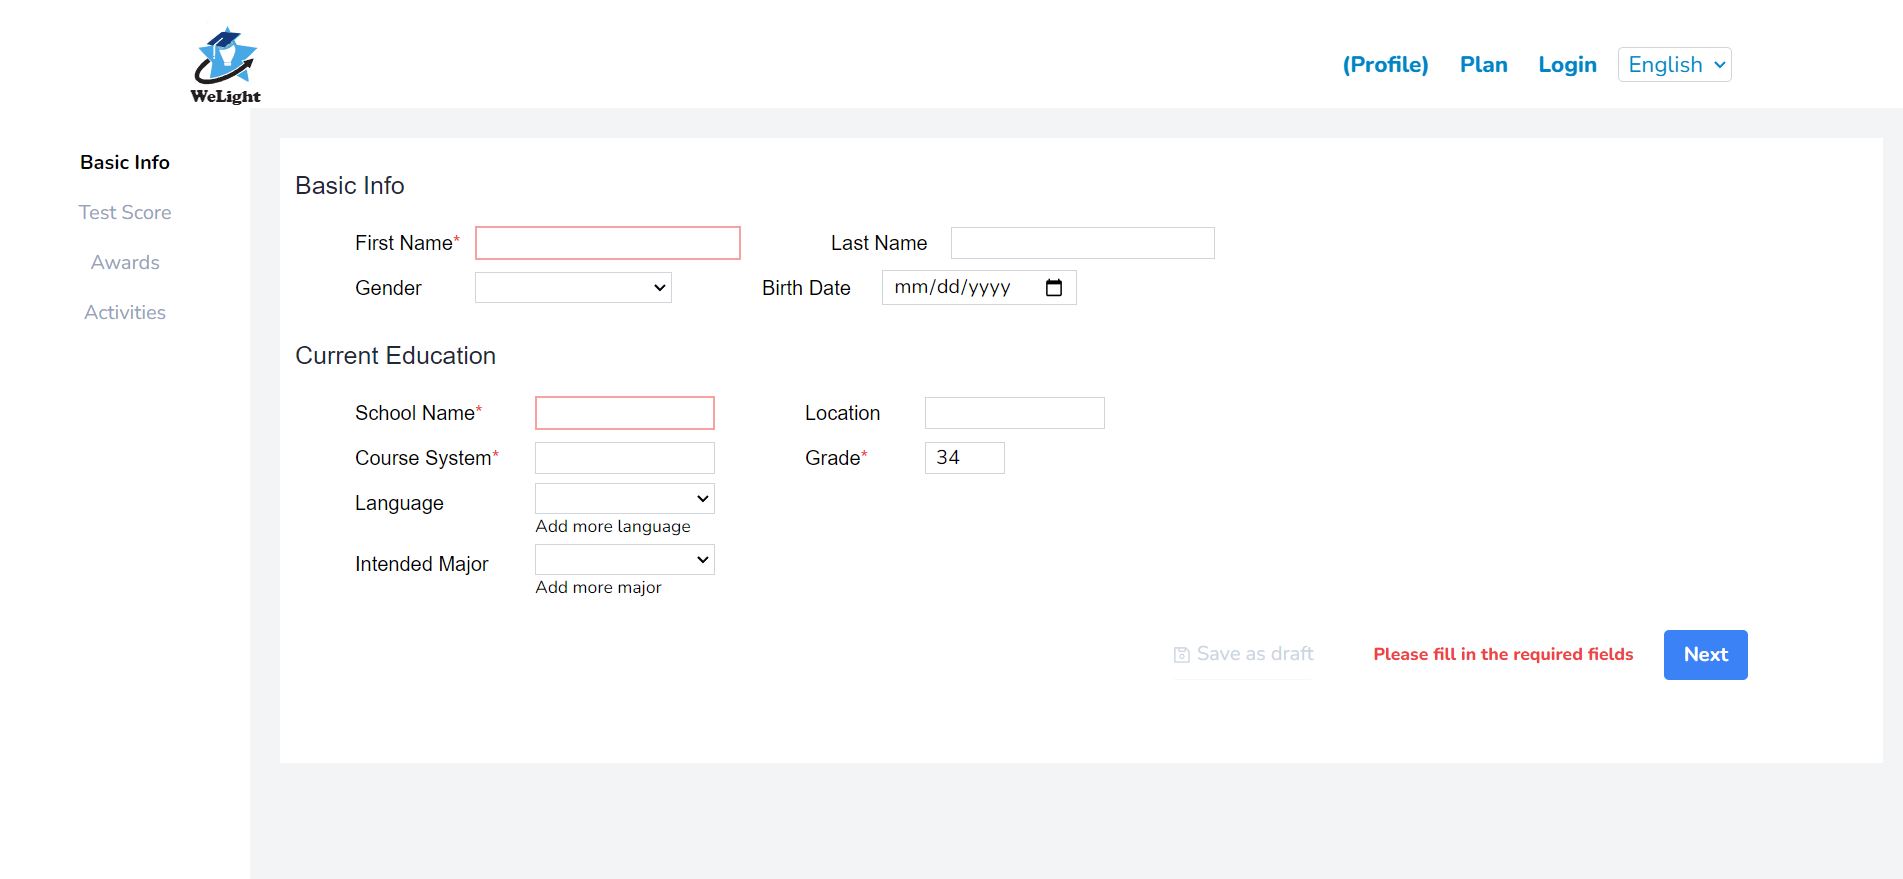 WeLight
(Profile) Plan Login English
Basic Info
Test Score
Awards
Activities
Basic Info
First Name* Last Name
Gender Birth Date mm/dd/yyyy
Current Education
School Name* Location
Course System* Grade* 34
Language
Add more language
Intended Major
Add more major
Save as draft Please fill in the required fields Next